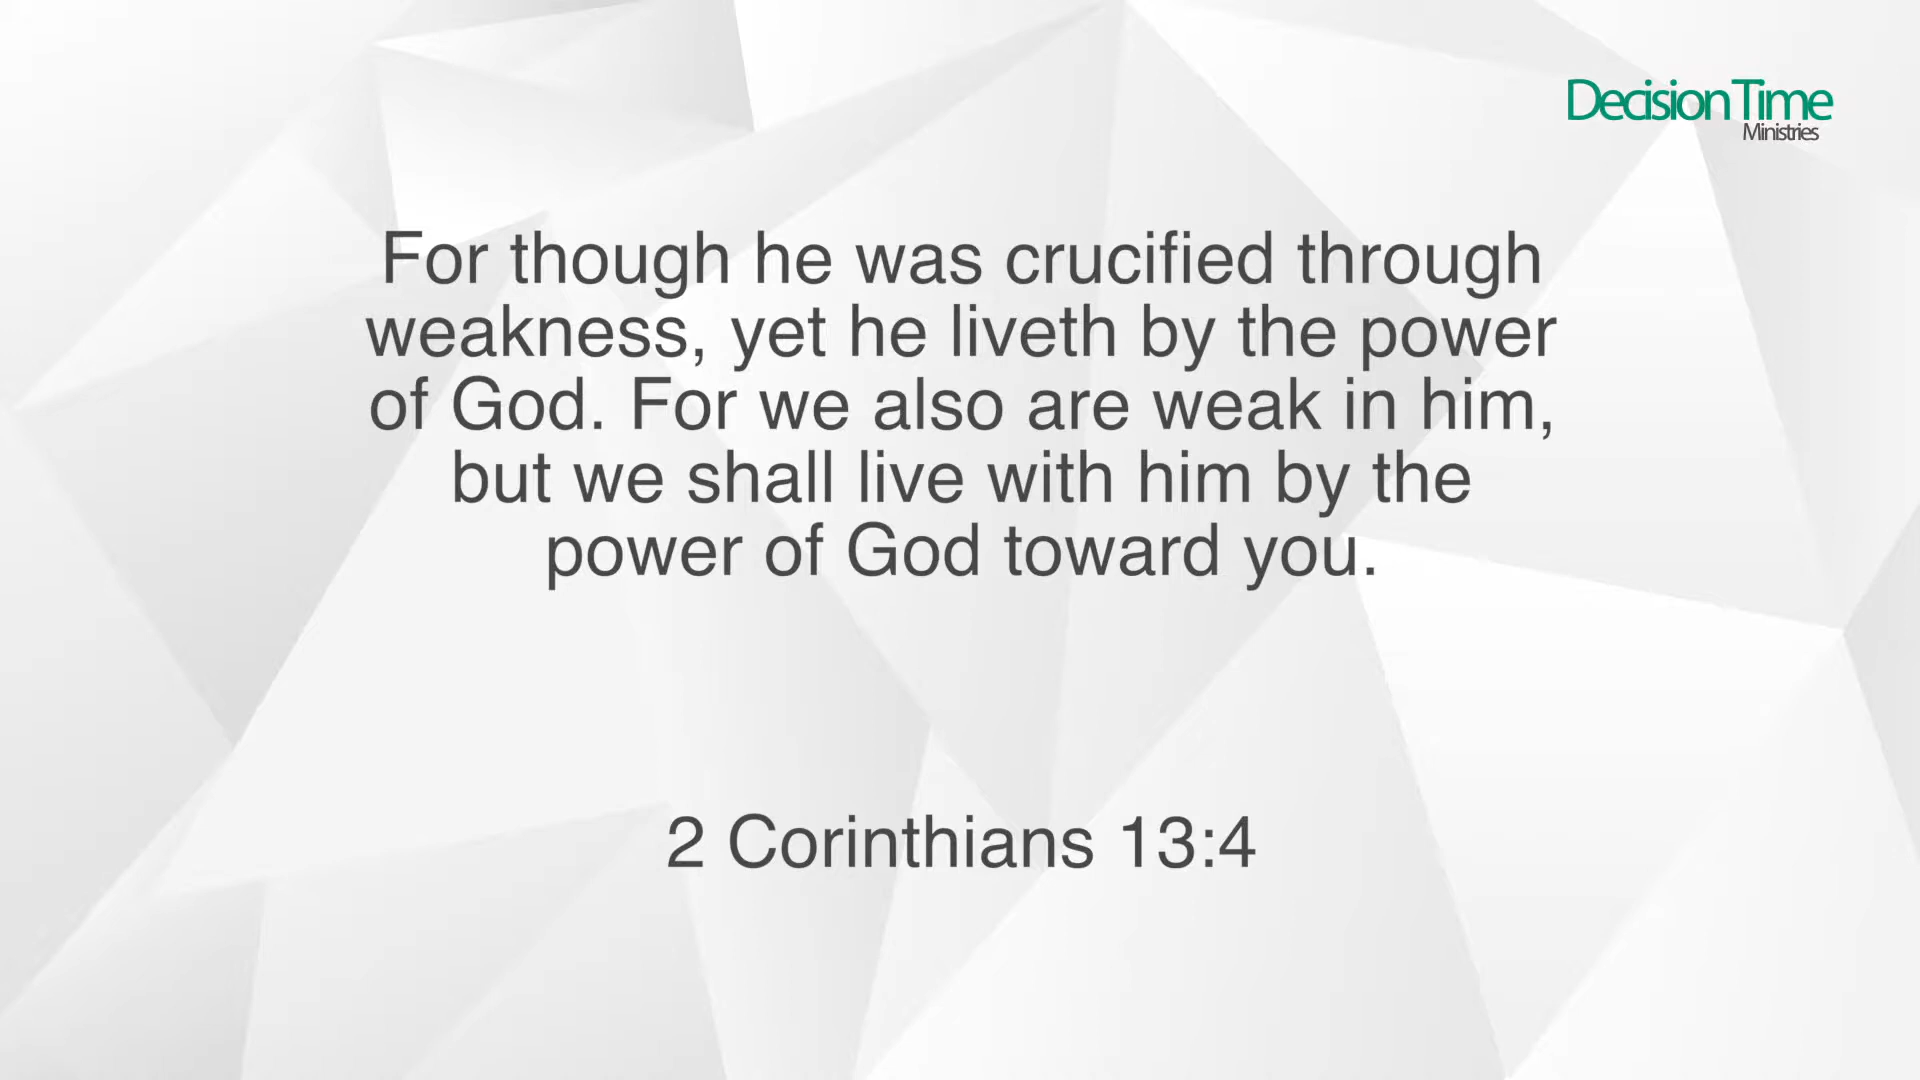 Decision Time
Ministries
For though he was crucified through
weakness, yet he liveth by the power
of God. For we also are weak in him,
but we shall live with him by the
power of God toward you.
2 Corinthians 13:4